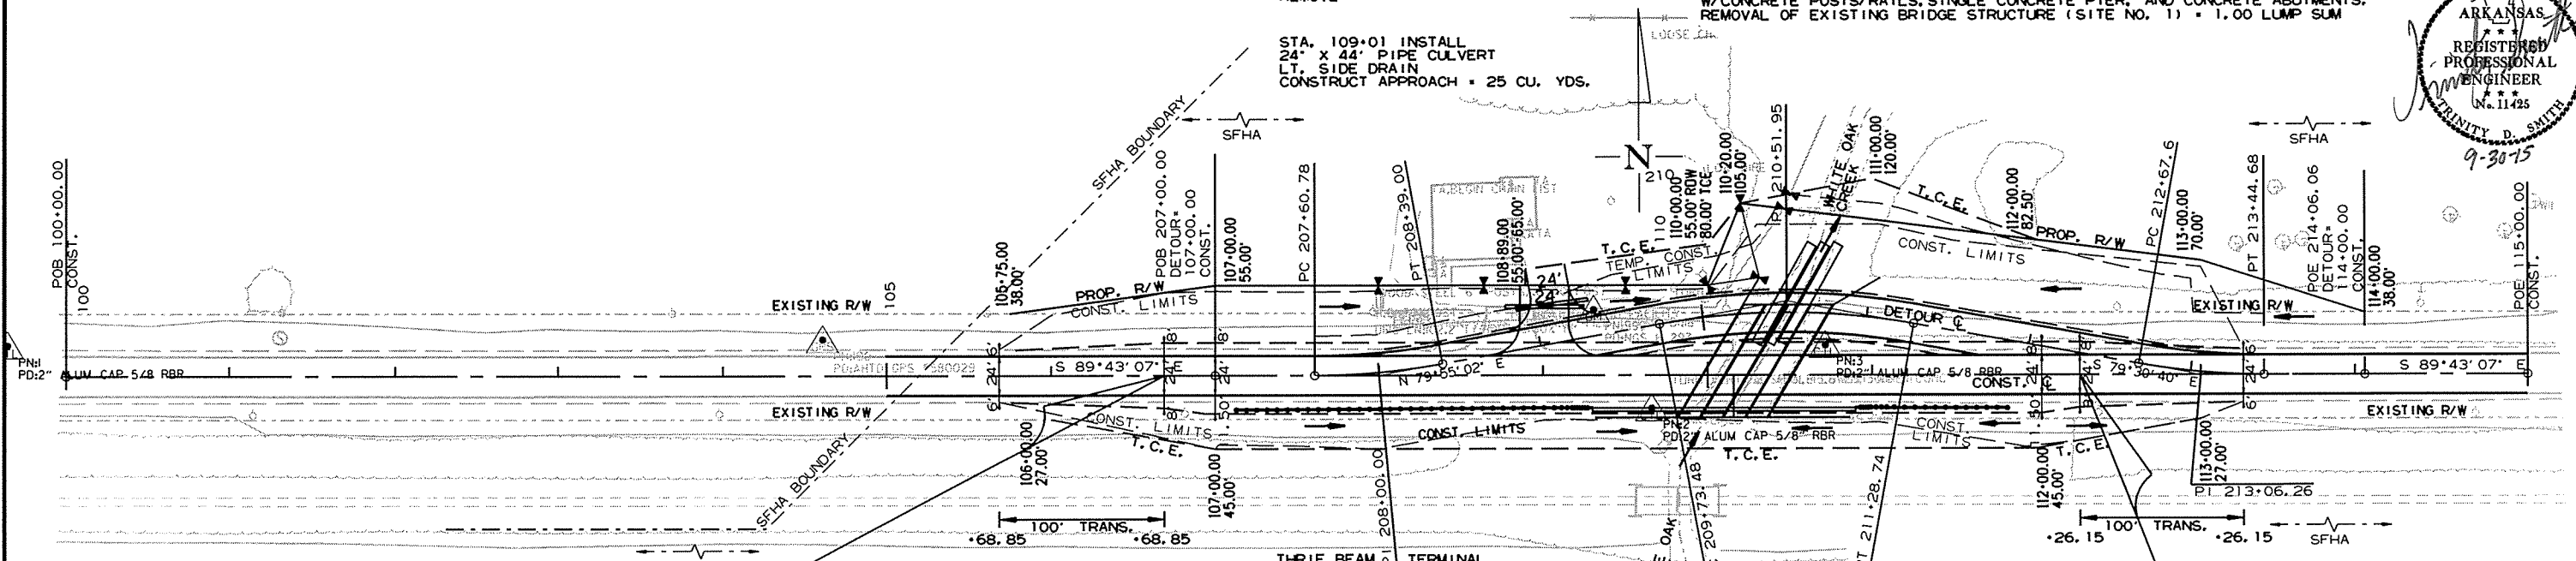 W/CONCRETE POSTS/RAILS, SINGLE CONCRETE PIER, AND CONCRETE ABUTMENTS.
REMOVAL OF EXISTING BRIDGE STRUCTURE (SITE NO. 1) = 1.00 LUMP SUM
STA. 109+01 INSTALL
24" X 44' PIPE CULVERT
LT. SIDE DRAIN
CONSTRUCT APPROACH = 25 CU. YDS.
ARKANSAS
REGISTERED
PROFESSIONAL
ENGINEER
No. 11425
TRINITY D. SMITH
9-30-15
SFHA BOUNDARY
SFHA
SFHA
N
POB 100+00.00
CONST.
100
105
EXISTING R/W
105+75.00
38.00'
PROP. R/W
CONST. LIMITS
POB 207+00.00
DETOUR=
107+00.00
CONST.
107+00.00
55.00'
PC 207+60.78
PT 208+39.00
108+89.00
55.00' 65.00'
T.C.E.
TEMP. CONST.
LIMITS
24'
24'
110
210
110+00.00
55.00' ROW
80.00' TCE
110+20.00
105.00'
PI 210+51.95
WHITE OAK
CREEK
111+00.00
120.00'
T.C.E.
CONST. LIMITS
112+00.00
82.50'
PROP. R/W
PC 212+67.6
113+00.00
70.00'
PT 213+44.68
POE 214+06.06
DETOUR=
114+00.00
CONST.
114+00.00
38.00'
POE 115+00.00
CONST.
EXISTING R/W
DETOUR ℄
PN:1
PD:2" ALUM CAP 5/8 RBR
S 89°43'07" E
N 79°55'02" E
PN:3
PD:2" ALUM CAP 5/8 RBR
CONST. ℄
S 79°30'40" E
S 89°43'07" E
EXISTING R/W
EXISTING R/W
CONST. LIMITS
T.C.E.
CONST. LIMITS
PN:2
PD:2" ALUM CAP 5/8" RBR
T.C.E.
CONST.
LIMITS
T.C.E.
106+00.00
27.00'
107+00.00
45.00'
208+00.00
209+73.48
211+28.74
112+00.00
45.00'
113+00.00
27.00'
PI 213+06.26
SFHA BOUNDARY
100' TRANS.
+68.85
+68.85
100' TRANS.
+26.15
+26.15
SFHA
THRIE BEAM
TERMINAL